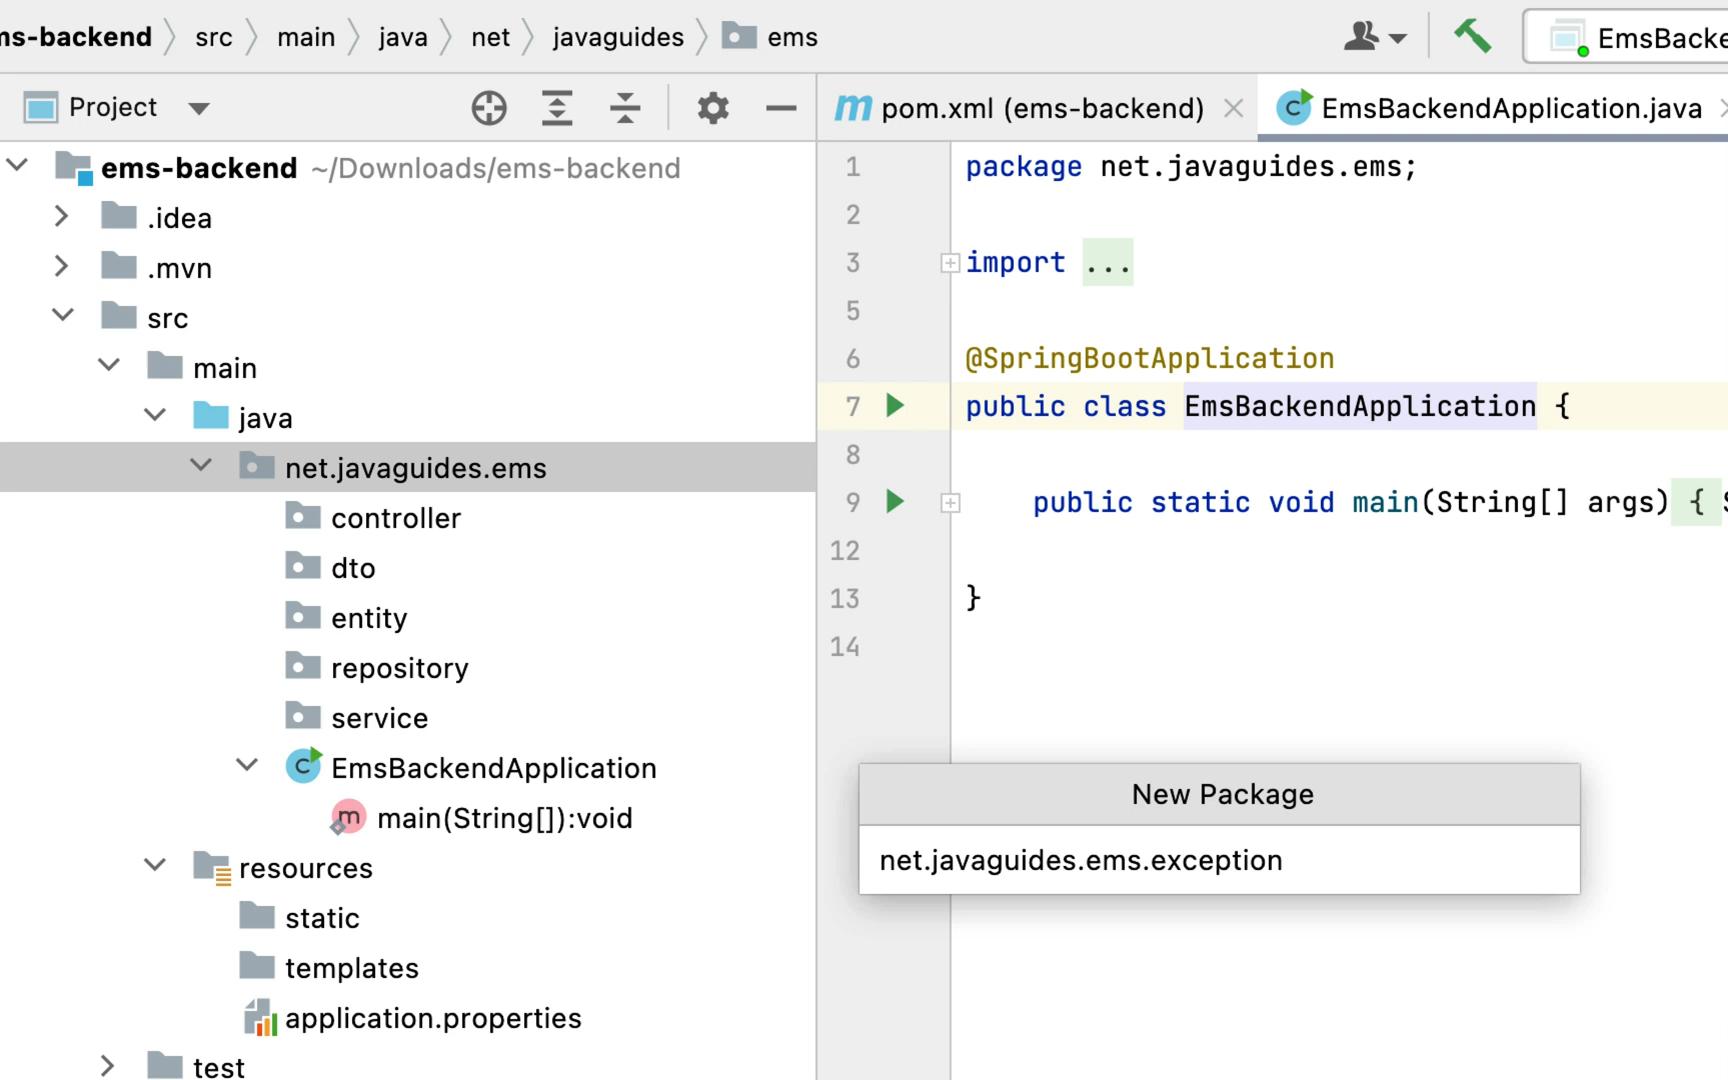 ms-backend src main java net javaguides ems
EmsBacke
Project
m pom.xml (ems-backend)
C EmsBackendApplication.java
ems-backend ~/Downloads/ems-backend
.idea
.mvn
src
main
java
net.javaguides.ems
controller
dto
entity
repository
service
C EmsBackendApplication
m main(String[]):void
resources
static
templates
application.properties
test
1 package net.javaguides.ems;
2
3 import ...
5
6 @SpringBootApplication
7 public class EmsBackendApplication {
8
9 public static void main(String[] args) { S
12
13 }
14
New Package
net.javaguides.ems.exception